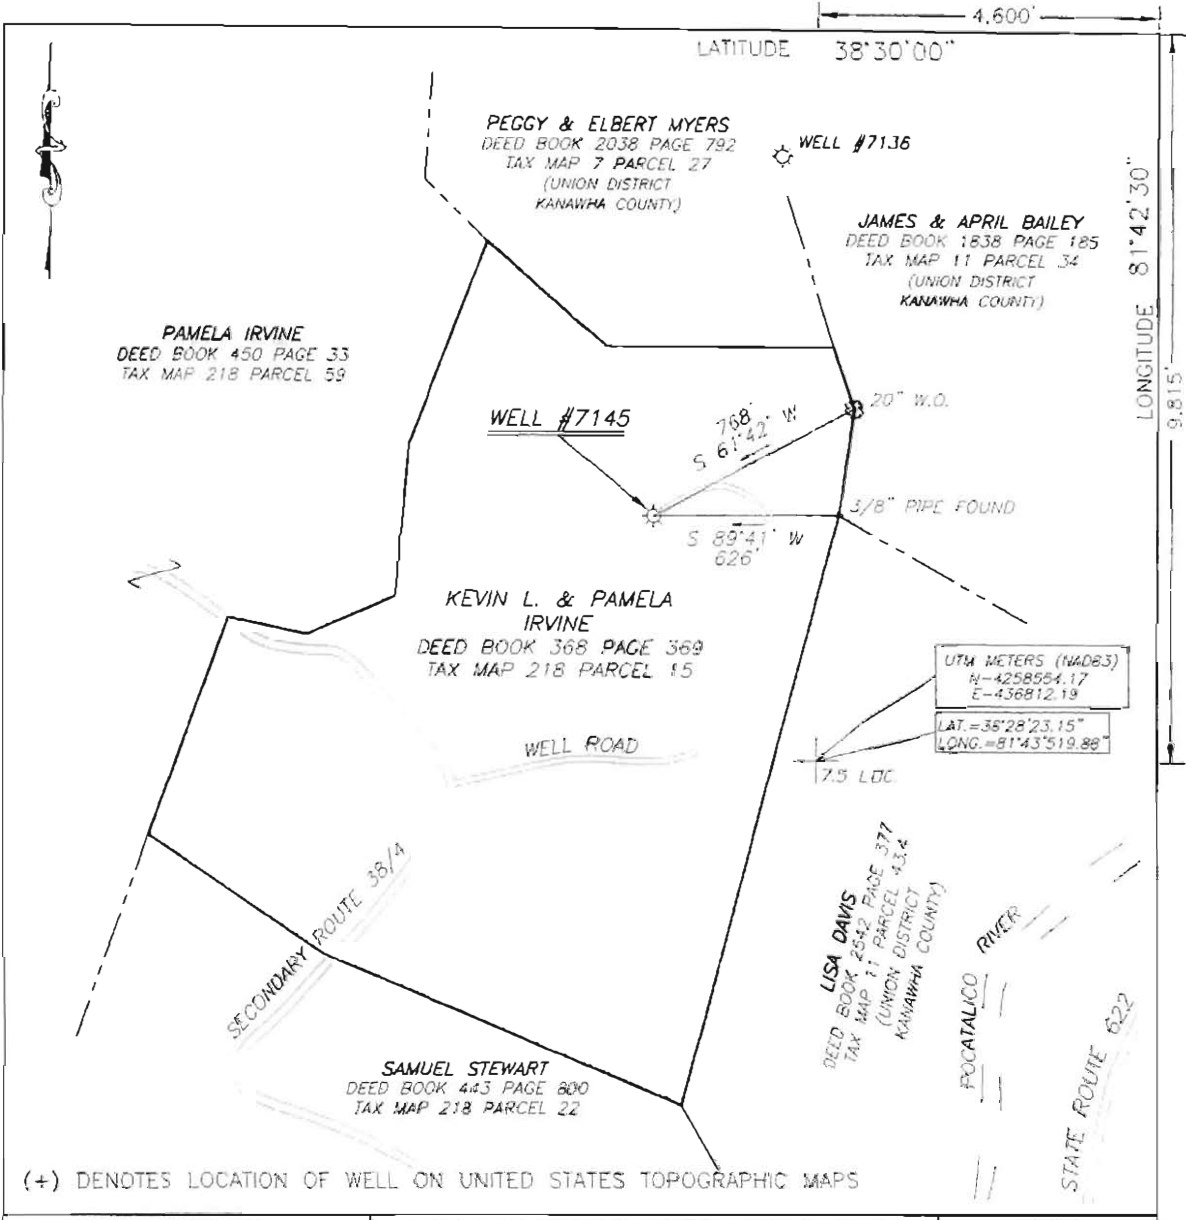 4.600'
LATITUDE 38°30'00"
PEGGY & ELBERT MYERS
DEED BOOK 2038 PAGE 792
TAX MAP 7 PARCEL 27
(UNION DISTRICT
KANAWHA COUNTY)
WELL #7136
JAMES & APRIL BAILEY
DEED BOOK 1838 PAGE 185
TAX MAP 11 PARCEL 34
(UNION DISTRICT
KANAWHA COUNTY)
LONGITUDE 81°42'30"
9.815'
PAMELA IRVINE
DEED BOOK 450 PAGE 33
TAX MAP 218 PARCEL 59
WELL #7145
768'
S 61°42' W
20" W.O.
3/8" PIPE FOUND
S 89°41' W
626'
KEVIN L. & PAMELA
IRVINE
DEED BOOK 368 PAGE 369
TAX MAP 218 PARCEL 15
UTM METERS (NAD83)
N-4258554.17
E-436812.19
LAT.=38°28'23.15"
LONG.=81°43'519.88"
7.5 LOC.
WELL ROAD
SECONDARY ROUTE 38/4
LISA DAVIS
DEED BOOK 2542 PAGE 377
TAX MAP 11 PARCEL 43.4
(UNION DISTRICT
KANAWHA COUNTY)
POCATALICO RIVER
STATE ROUTE 622
SAMUEL STEWART
DEED BOOK 443 PAGE 800
TAX MAP 218 PARCEL 22
(+) DENOTES LOCATION OF WELL ON UNITED STATES TOPOGRAPHIC MAPS